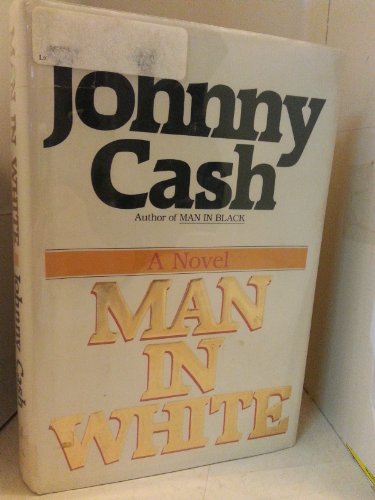 Johnny
Cash
Author of MAN IN BLACK
A Novel
MAN
IN
WHITE
MAN IN WHITE Johnny Cash